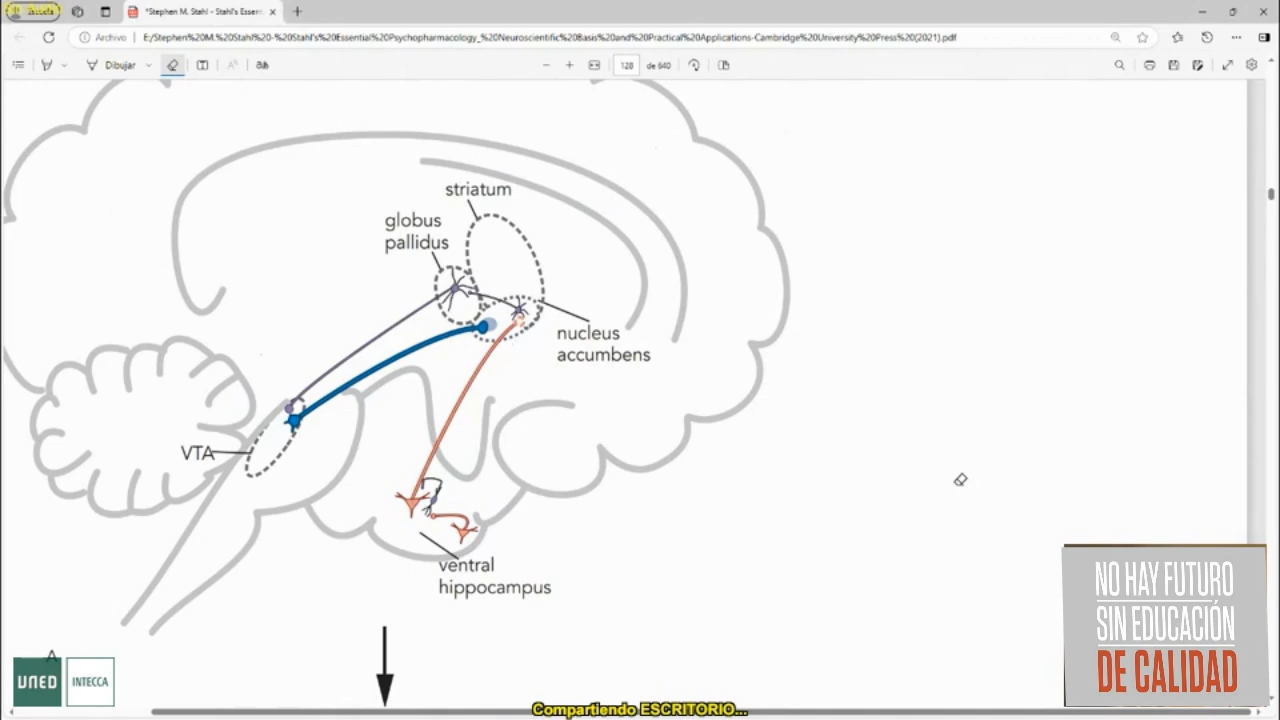 Escuela
*Stephen M. Stahl - Stahl's Essen
Archivo
E:/Stephen%20M.%20Stahl%20-%20Stahl's%20Essential%20Psychopharmacology_%20Neuroscientific%20Basis%20and%20Practical%20Applications-Cambridge%20University%20Press%20(2021).pdf
Dibujar
128
de 640
striatum
globus
pallidus
nucleus
accumbens
VTA
ventral
hippocampus
A
UNED
INTECCA
NO HAY FUTURO
SIN EDUCACIÓN
DE CALIDAD
Compartiendo ESCRITORIO...